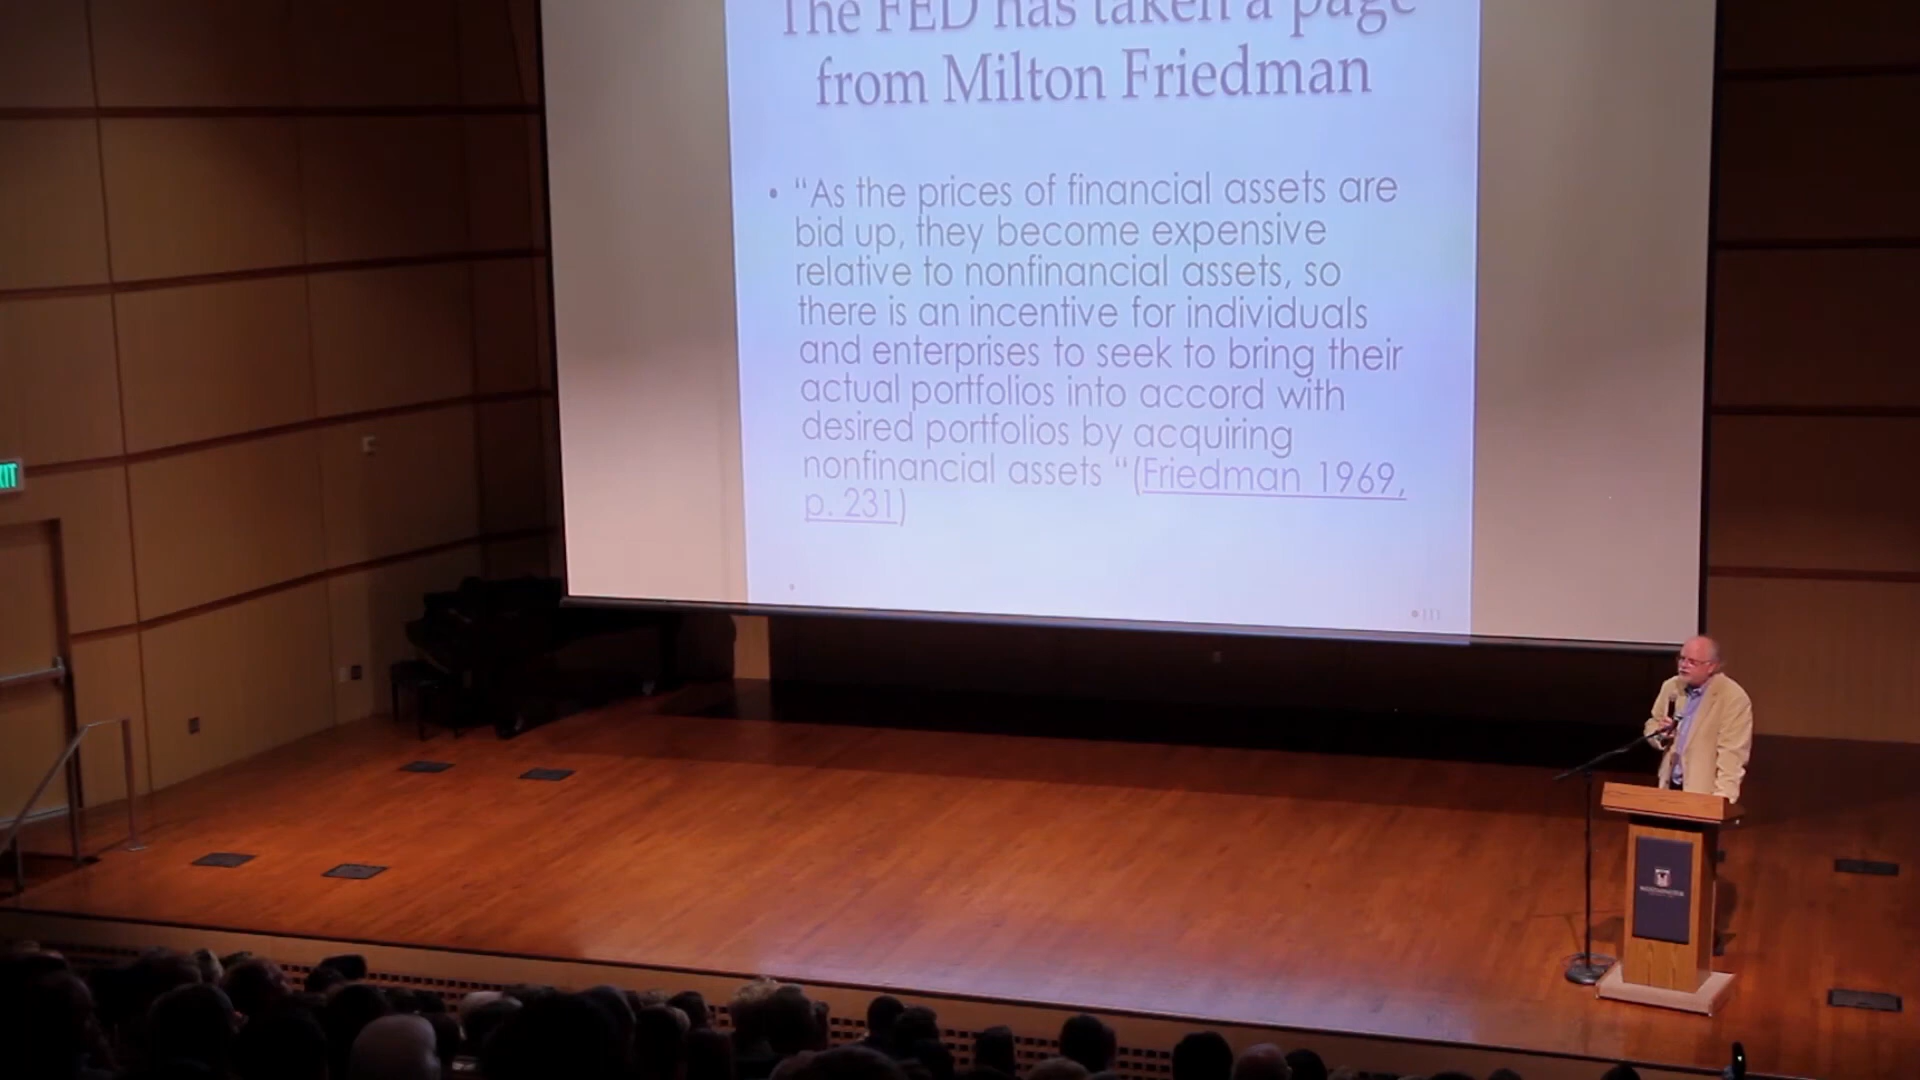 The FED has taken a page
from Milton Friedman
• “As the prices of financial assets are
bid up, they become expensive
relative to nonfinancial assets, so
there is an incentive for individuals
and enterprises to seek to bring their
actual portfolios into accord with
desired portfolios by acquiring
nonfinancial assets “(Friedman 1969,
p. 231)
XIT
WESTMINSTER